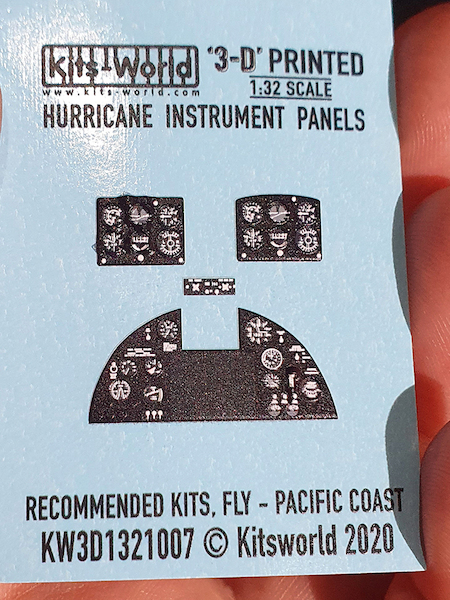 Kits-World '3-D' PRINTED
www.kits-world.com 1:32 SCALE
HURRICANE INSTRUMENT PANELS
RECOMMENDED KITS, FLY - PACIFIC COAST
KW3D1321007 © Kitsworld 2020